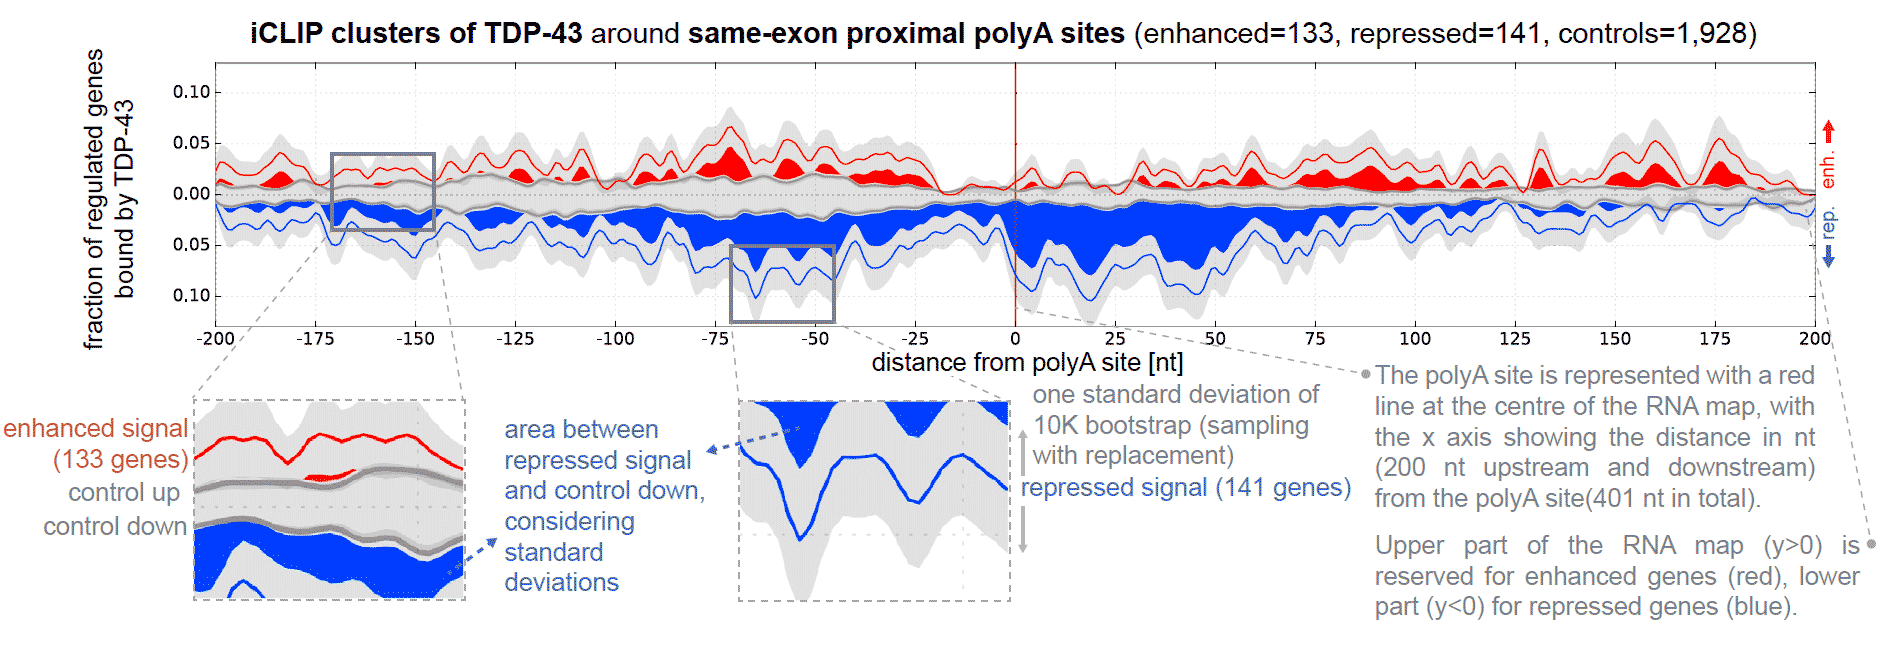 iCLIP clusters of TDP-43 around same-exon proximal polyA sites (enhanced=133, repressed=141, controls=1,928)
fraction of regulated genes
bound by TDP-43
0.10
0.05
0.00
0.05
0.10
enh.
rep.
-200 -175 -150 -125 -100 -75 -50 -25 0 25 50 75 100 125 150 175 200
distance from polyA site [nt]
enhanced signal
(133 genes)
control up
control down
area between
repressed signal
and control down,
considering
standard
deviations
one standard deviation of
10K bootstrap (sampling
with replacement)
repressed signal (141 genes)
The polyA site is represented with a red
line at the centre of the RNA map, with
the x axis showing the distance in nt
(200 nt upstream and downstream)
from the polyA site(401 nt in total).
Upper part of the RNA map (y>0) is
reserved for enhanced genes (red), lower
part (y<0) for repressed genes (blue).